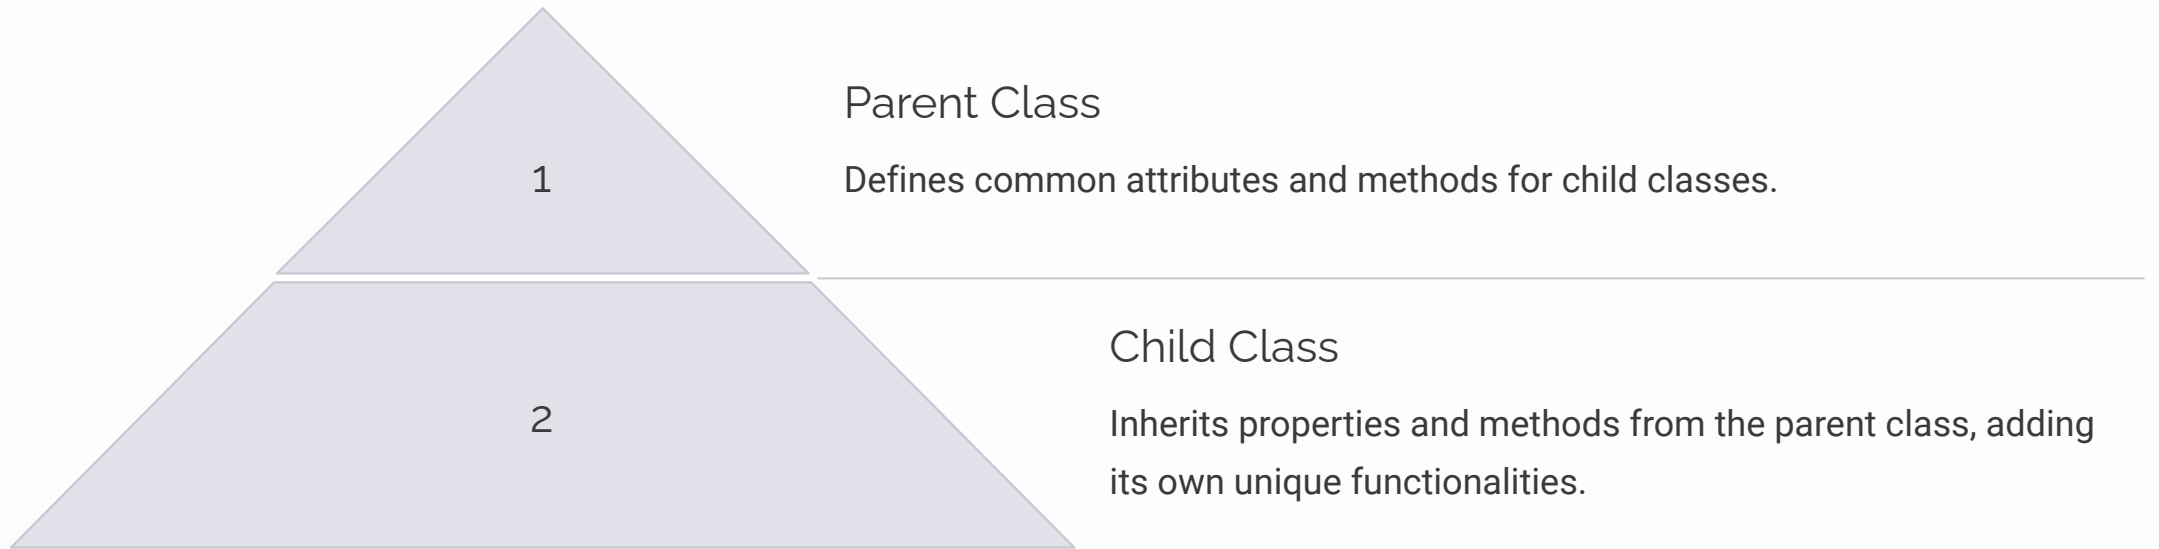 1
Parent Class
Defines common attributes and methods for child classes.
2
Child Class
Inherits properties and methods from the parent class, adding
its own unique functionalities.